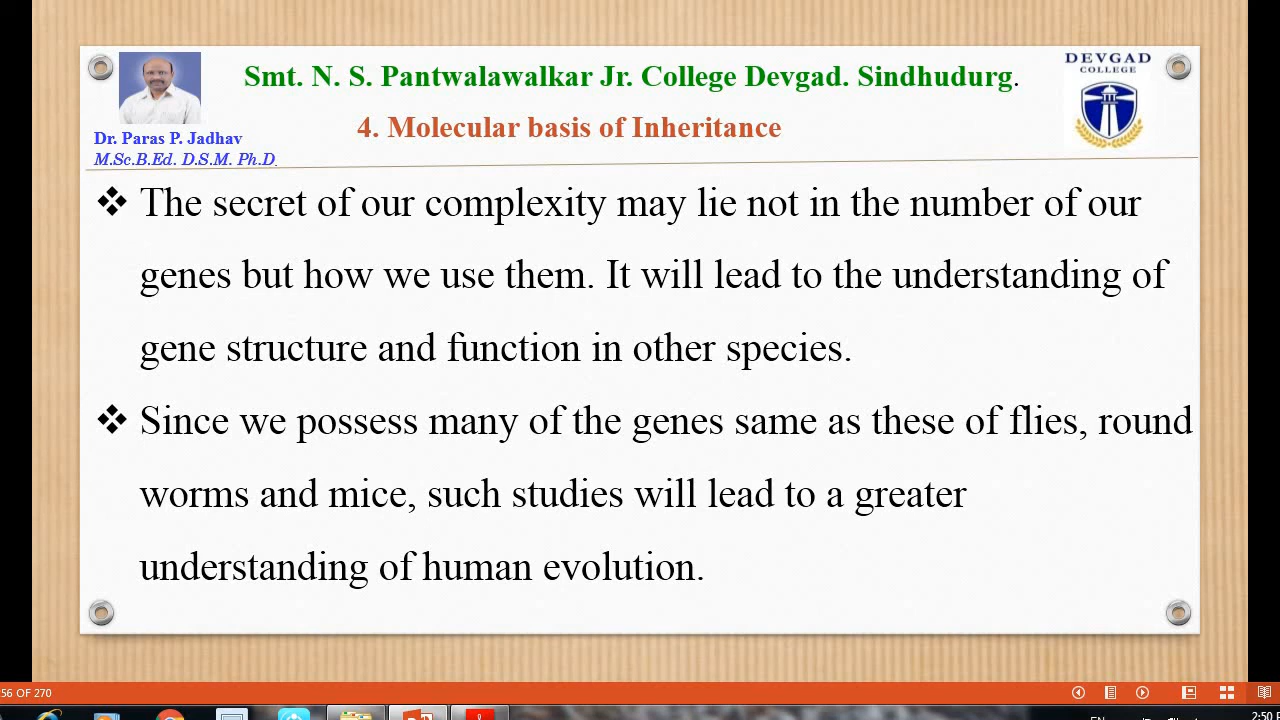 DEVGAD
COLLEGE
Smt. N. S. Pantwalawalkar Jr. College Devgad. Sindhudurg.
4. Molecular basis of Inheritance
Dr. Paras P. Jadhav
M.Sc.B.Ed. D.S.M. Ph.D.
❖ The secret of our complexity may lie not in the number of our
genes but how we use them. It will lead to the understanding of
gene structure and function in other species.
❖ Since we possess many of the genes same as these of flies, round
worms and mice, such studies will lead to a greater
understanding of human evolution.
56 OF 270
EN
2:50